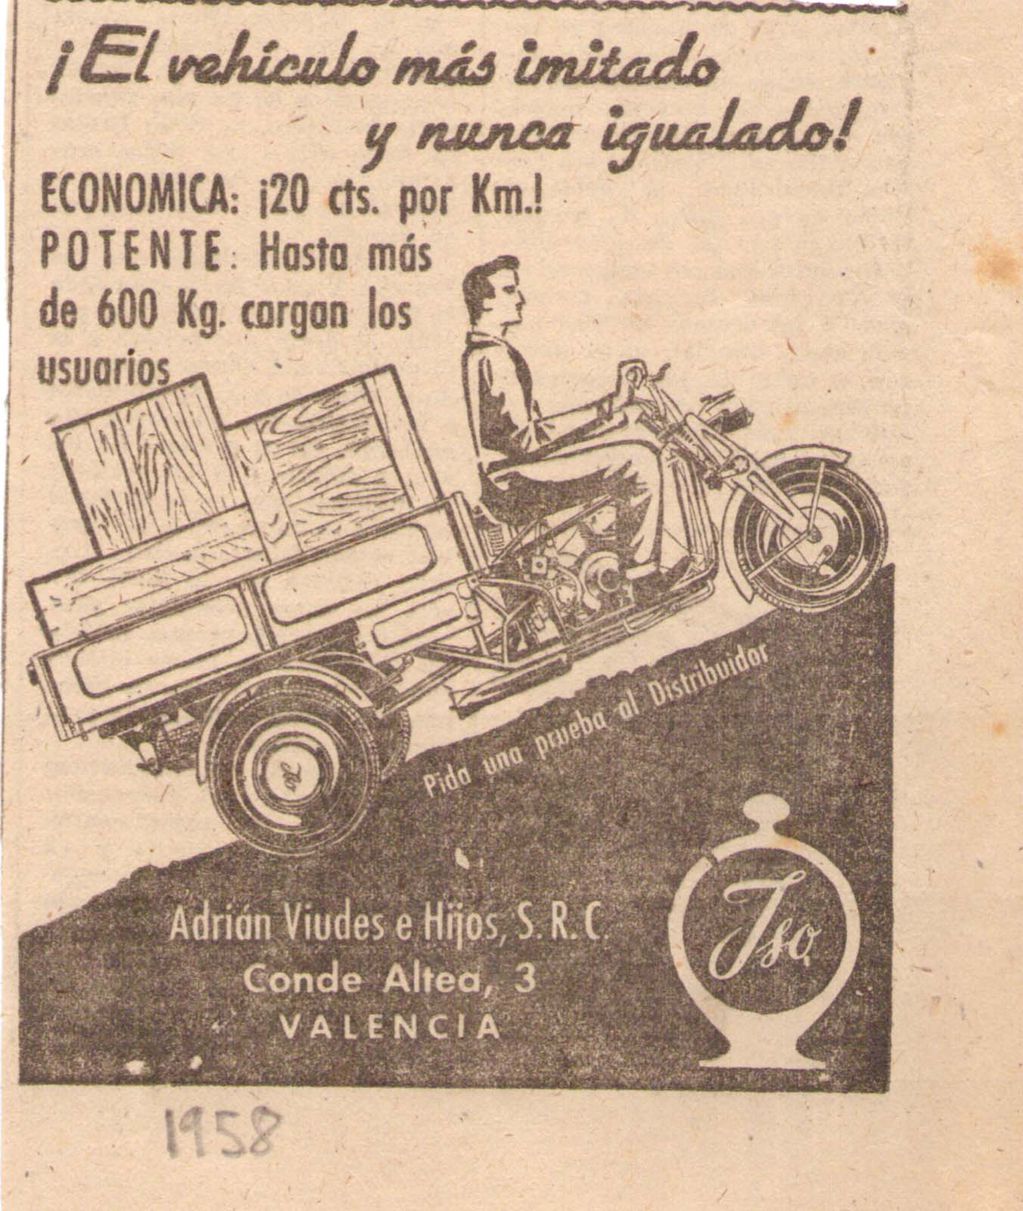 ¡El vehículo más imitado
y nunca igualado!
ECONOMICA: ¡20 cts. por Km.!
POTENTE: Hasta más
de 600 Kg. cargan los
usuarios
Iso
Pida una prueba al Distribuidor
Adrián Viudes e Hijos, S. R. C.
Conde Altea, 3
VALENCIA
Iso
1958